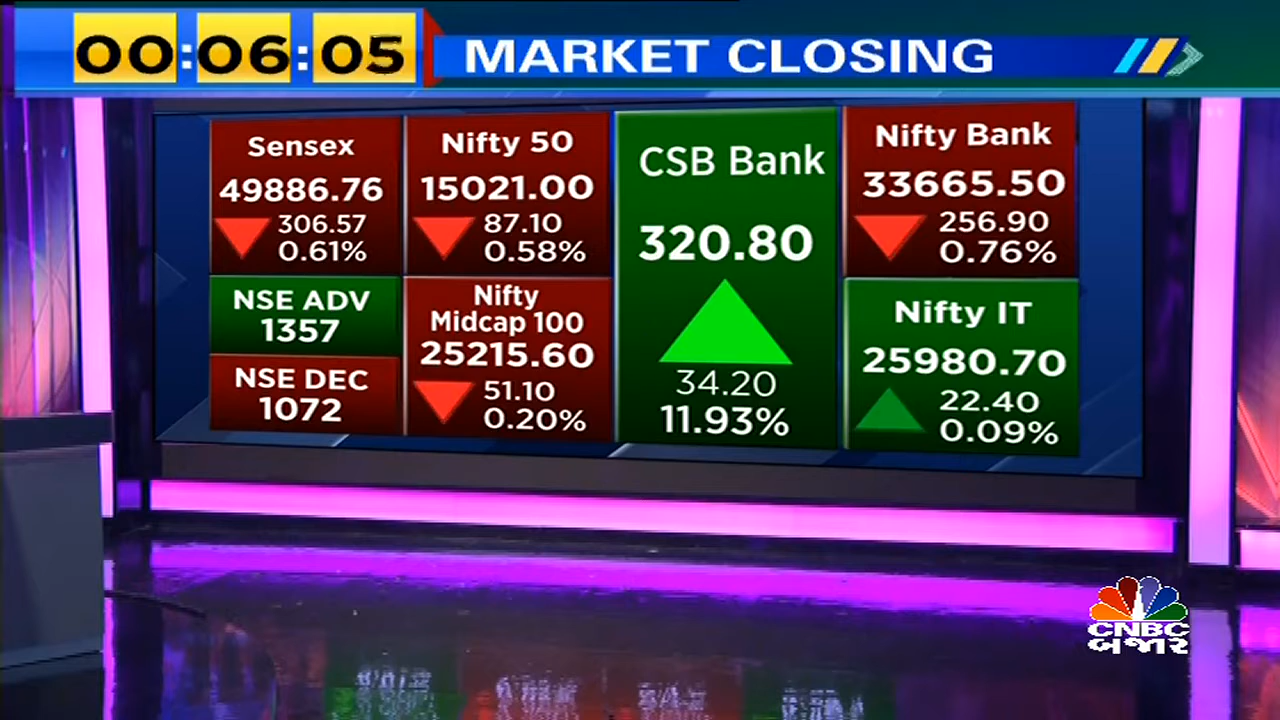 00:06:05
MARKET CLOSING
Sensex
49886.76
306.57
0.61%
NSE ADV
1357
NSE DEC
1072
Nifty 50
15021.00
87.10
0.58%
Nifty
Midcap 100
25215.60
51.10
0.20%
CSB Bank
320.80
34.20
11.93%
Nifty Bank
33665.50
256.90
0.76%
Nifty IT
25980.70
22.40
0.09%
CNBC
બજાર